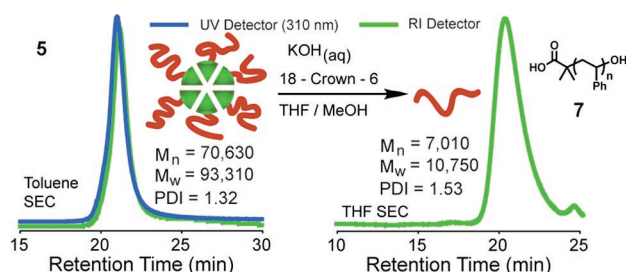 5
UV Detector (310 nm)
RI Detector
KOH(aq)
18 - Crown - 6
THF / MeOH
Mn = 70,630
Mw = 93,310
PDI = 1.32
Toluene
SEC
15 20 25 30
Retention Time (min)
O
HO
n
OH
Ph
7
Mn = 7,010
Mw = 10,750
PDI = 1.53
THF SEC
10 15 20 25
Retention Time (min)